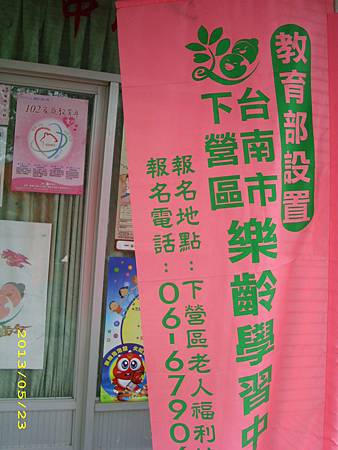 教育部設置
台南市
下營區
樂齡學習中
報名地點：下營區老人福利
報名電話：06-6790
102
2013/05/23